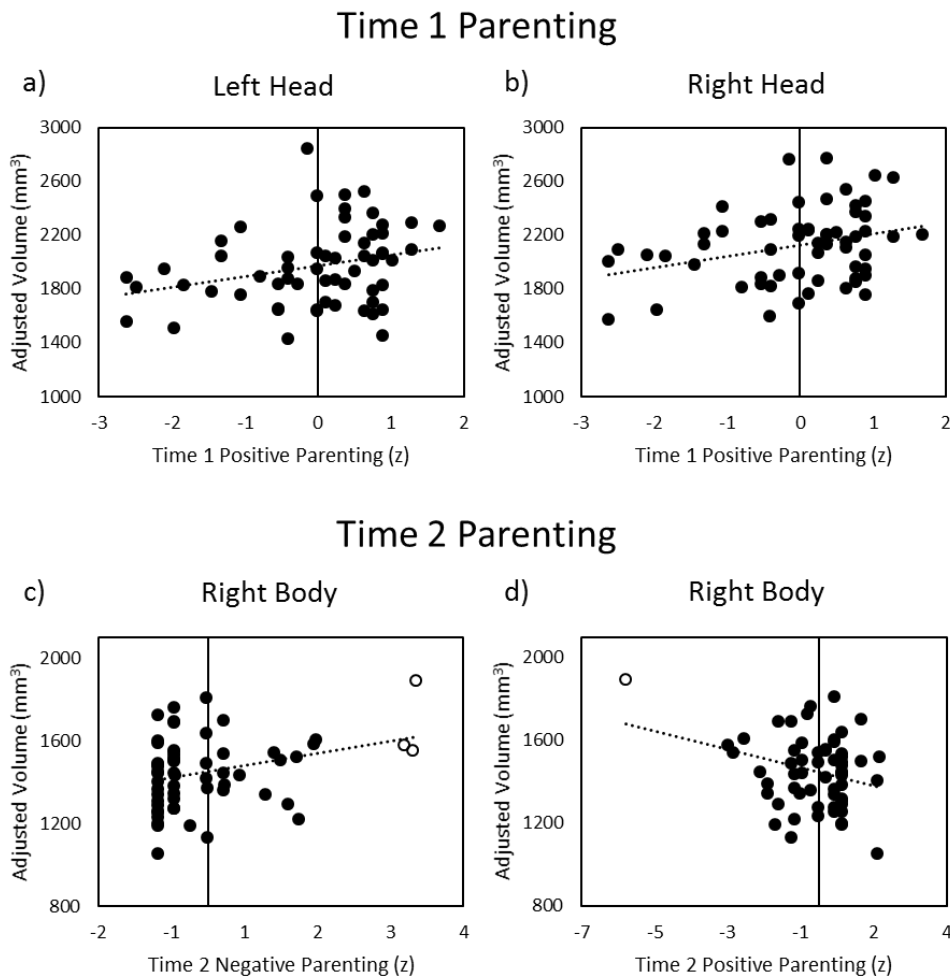 Time 1 Parenting
a)
Left Head
3000
2600
2200
1800
1400
1000
Adjusted Volume (mm³)
-3 -2 -1 0 1 2
Time 1 Positive Parenting (z)
b)
Right Head
3000
2600
2200
1800
1400
1000
Adjusted Volume (mm³)
-3 -2 -1 0 1 2
Time 1 Positive Parenting (z)
Time 2 Parenting
c)
Right Body
2000
1600
1200
800
Adjusted Volume (mm³)
-2 -1 1 2 3 4
Time 2 Negative Parenting (z)
d)
Right Body
2000
1600
1200
800
Adjusted Volume (mm³)
-7 -5 -3 -1 2 4
Time 2 Positive Parenting (z)